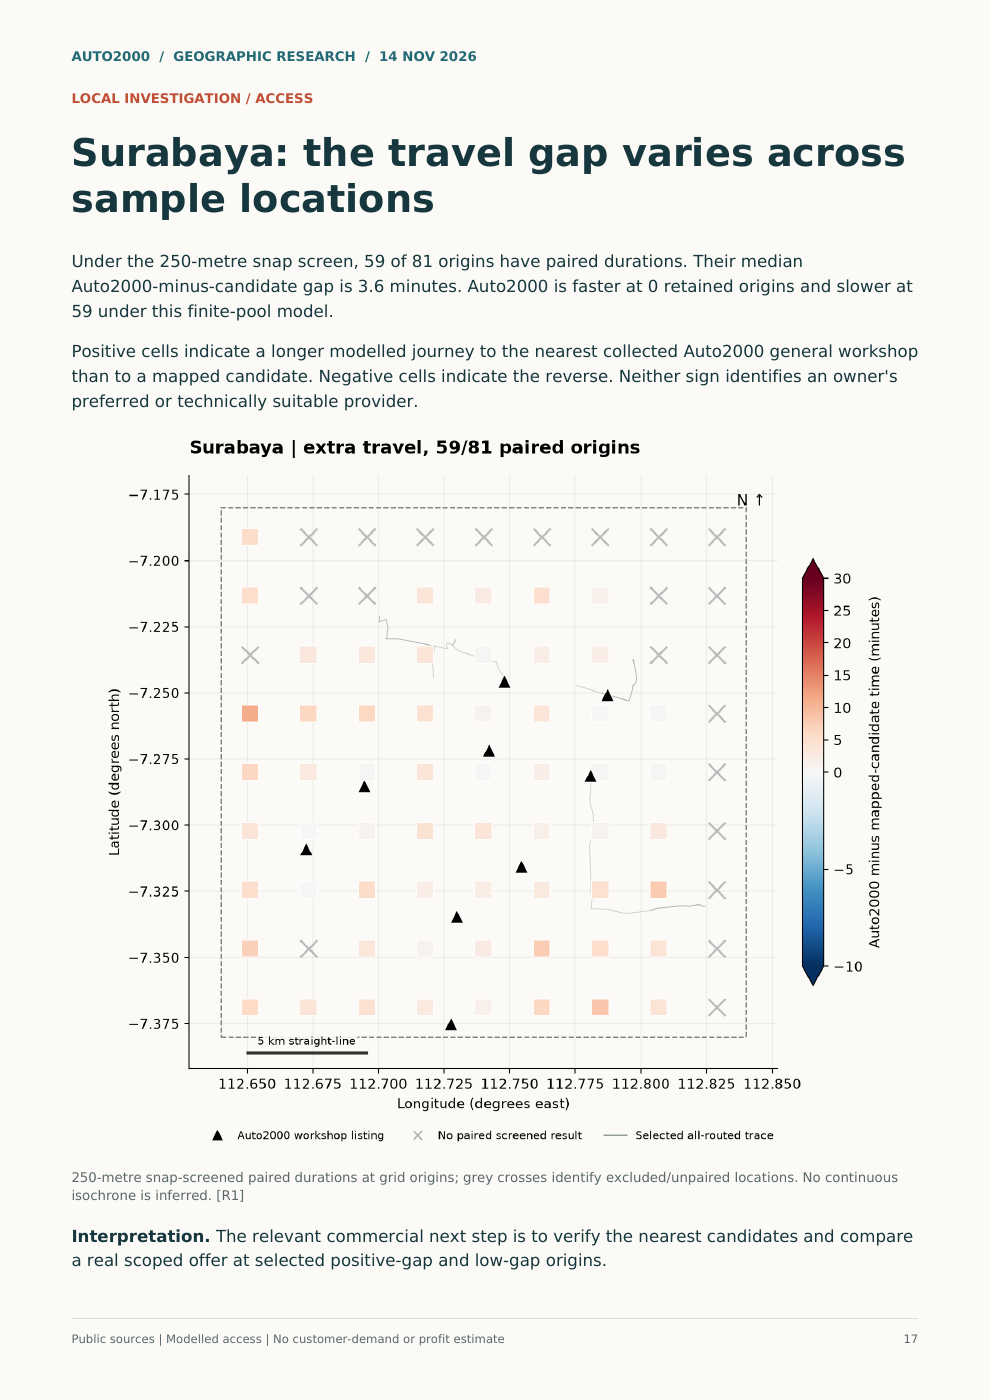 AUTO2000 / GEOGRAPHIC RESEARCH / 14 NOV 2026
LOCAL INVESTIGATION / ACCESS
Surabaya: the travel gap varies across
sample locations
Under the 250-metre snap screen, 59 of 81 origins have paired durations. Their median
Auto2000-minus-candidate gap is 3.6 minutes. Auto2000 is faster at 0 retained origins and slower at
59 under this finite-pool model.
Positive cells indicate a longer modelled journey to the nearest collected Auto2000 general workshop
than to a mapped candidate. Negative cells indicate the reverse. Neither sign identifies an owner's
preferred or technically suitable provider.
Surabaya | extra travel, 59/81 paired origins
N ↑
−7.175
−7.200
−7.225
−7.250
−7.275
−7.300
−7.325
−7.350
−7.375
Latitude (degrees north)
5 km straight-line
112.650 112.675 112.700 112.725 112.750 112.775 112.800 112.825 112.850
Longitude (degrees east)
30
25
20
15
10
5
0
−5
−10
Auto2000 minus mapped-candidate time (minutes)
Auto2000 workshop listing
No paired screened result
Selected all-routed trace
250-metre snap-screened paired durations at grid origins; grey crosses identify excluded/unpaired locations. No continuous
isochrone is inferred. [R1]
Interpretation. The relevant commercial next step is to verify the nearest candidates and compare
a real scoped offer at selected positive-gap and low-gap origins.
Public sources | Modelled access | No customer-demand or profit estimate
17